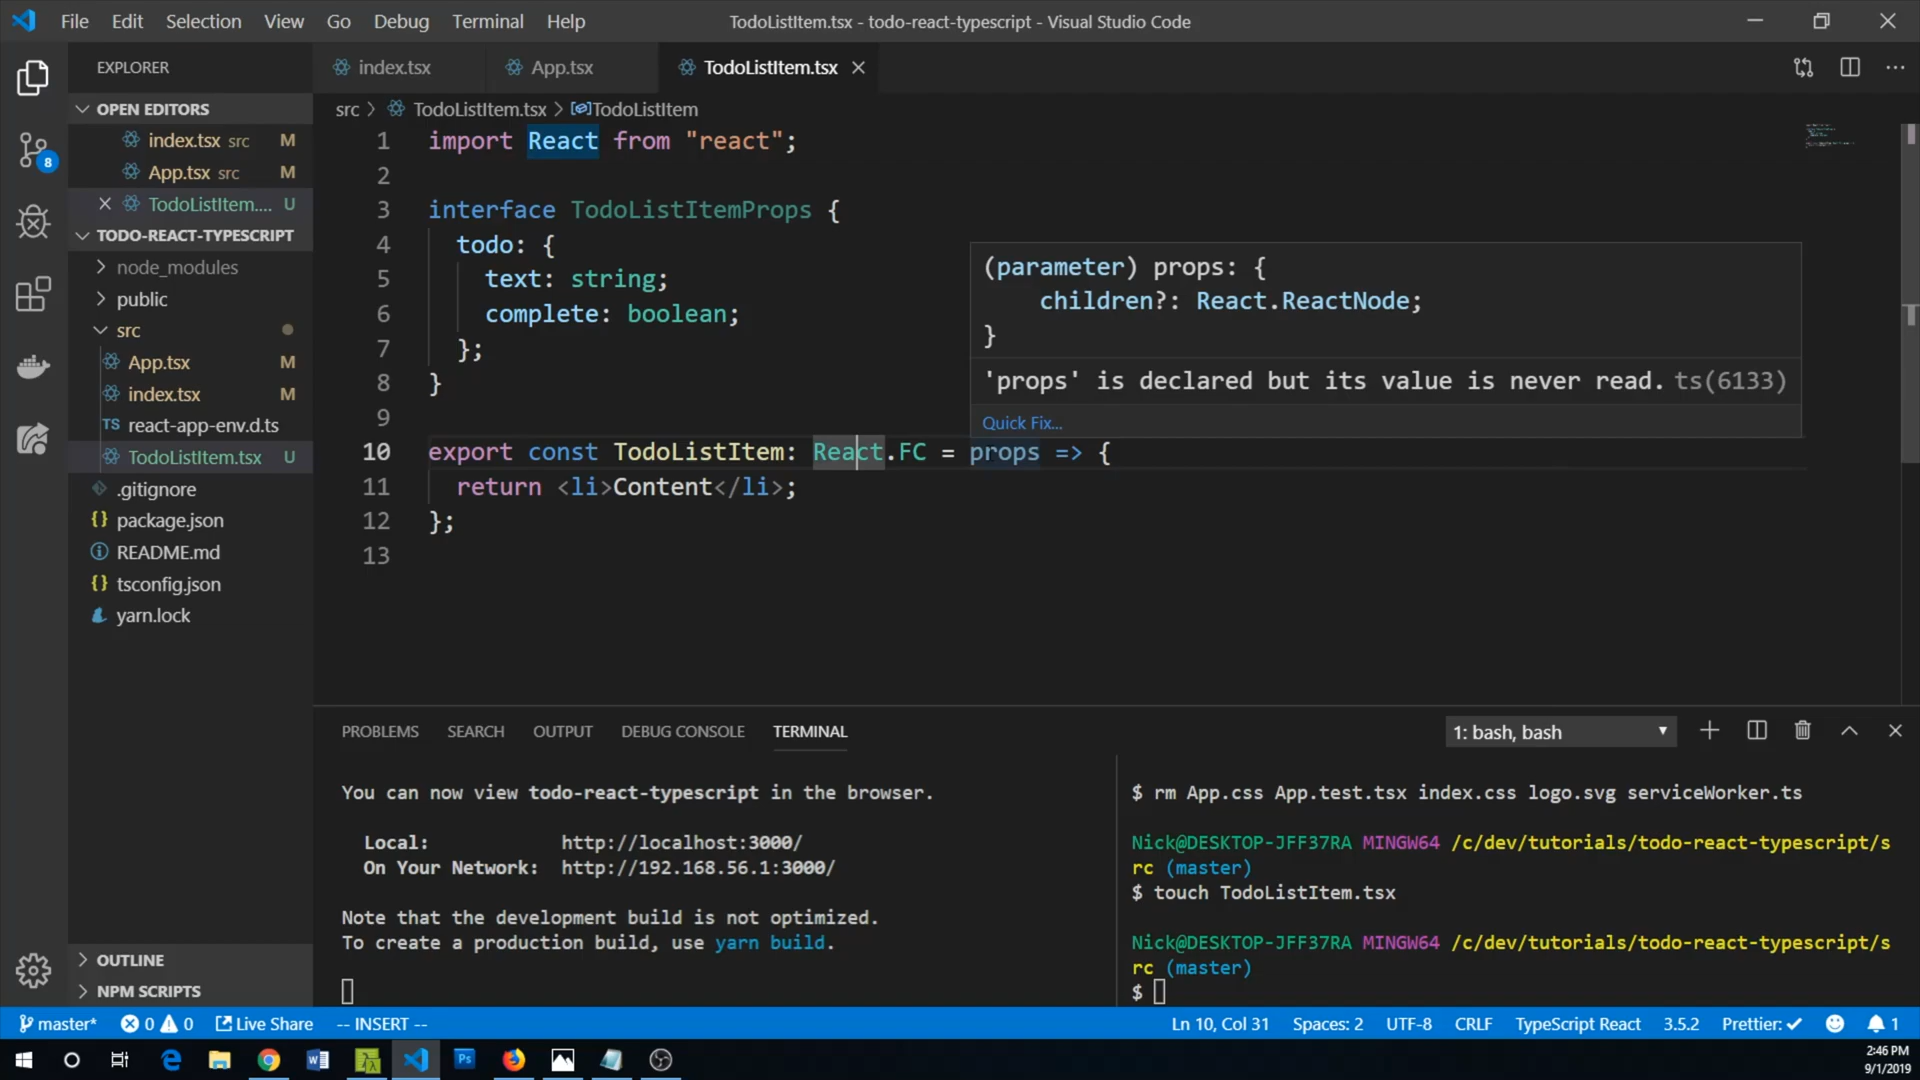 File Edit Selection View Go Debug Terminal Help
TodoListItem.tsx - todo-react-typescript - Visual Studio Code
EXPLORER
OPEN EDITORS
index.tsx src M
App.tsx src M
TodoListItem.... U
TODO-REACT-TYPESCRIPT
node_modules
public
src
App.tsx M
index.tsx M
TS react-app-env.d.ts
TodoListItem.tsx U
.gitignore
{} package.json
README.md
{} tsconfig.json
yarn.lock
OUTLINE
NPM SCRIPTS
8
index.tsx App.tsx TodoListItem.tsx
src > TodoListItem.tsx > TodoListItem
1 import React from "react";
2
3 interface TodoListItemProps {
4 todo: {
5 text: string;
6 complete: boolean;
7 };
8 }
9
10 export const TodoListItem: React.FC = props => {
11 return <li>Content</li>;
12 };
13
(parameter) props: {
children?: React.ReactNode;
}
'props' is declared but its value is never read. ts(6133)
Quick Fix...
PROBLEMS SEARCH OUTPUT DEBUG CONSOLE TERMINAL
1: bash, bash
You can now view todo-react-typescript in the browser.
Local: http://localhost:3000/
On Your Network: http://192.168.56.1:3000/
Note that the development build is not optimized.
To create a production build, use yarn build.
$ rm App.css App.test.tsx index.css logo.svg serviceWorker.ts
Nick@DESKTOP-JFF37RA MINGW64 /c/dev/tutorials/todo-react-typescript/s
rc (master)
$ touch TodoListItem.tsx
Nick@DESKTOP-JFF37RA MINGW64 /c/dev/tutorials/todo-react-typescript/s
rc (master)
$
master* 0 0 Live Share -- INSERT --
Ln 10, Col 31 Spaces: 2 UTF-8 CRLF TypeScript React 3.5.2 Prettier: ✓ 1
Ps
2:46 PM
9/1/2019